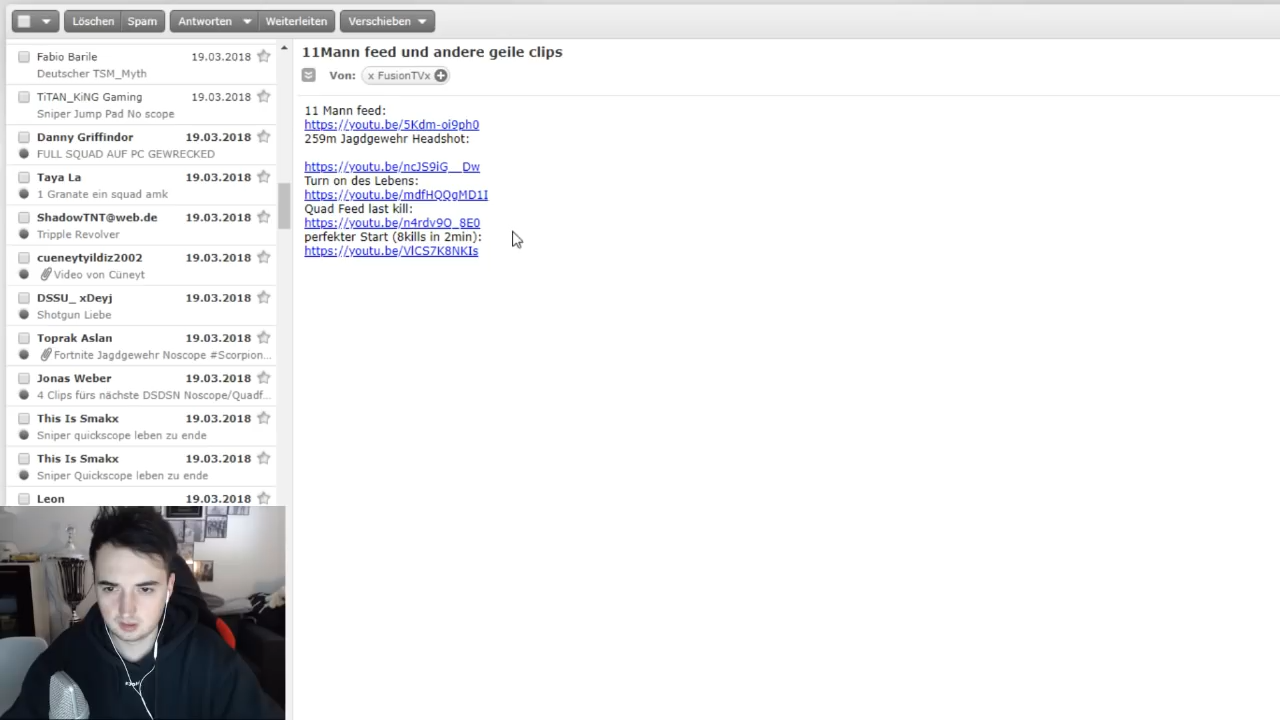 Löschen Spam Antworten Weiterleiten Verschieben
Fabio Barile 19.03.2018
Deutscher TSM_Myth
TiTAN_KiNG Gaming 19.03.2018
Sniper Jump Pad No scope
Danny Griffindor 19.03.2018
FULL SQUAD AUF PC GEWRECKED
Taya La 19.03.2018
1 Granate ein squad amk
ShadowTNT@web.de 19.03.2018
Tripple Revolver
cueneytyildiz2002 19.03.2018
Video von Cüneyt
DSSU_ xDeyj 19.03.2018
Shotgun Liebe
Toprak Aslan 19.03.2018
Fortnite Jagdgewehr Noscope #Scorpion...
Jonas Weber 19.03.2018
4 Clips fürs nächste DSDSN Noscope/Quadf...
This Is Smakx 19.03.2018
Sniper quickscope leben zu ende
This Is Smakx 19.03.2018
Sniper Quickscope leben zu ende
Leon 19.03.2018
11Mann feed und andere geile clips
Von: x FusionTVx
11 Mann feed:
https://youtu.be/5Kdm-oi9ph0
259m Jagdgewehr Headshot:
https://youtu.be/ncJS9iG__Dw
Turn on des Lebens:
https://youtu.be/mdfHQQgMD1I
Quad Feed last kill:
https://youtu.be/n4rdv9O_8E0
perfekter Start (8kills in 2min):
https://youtu.be/VlCS7K8NKIs